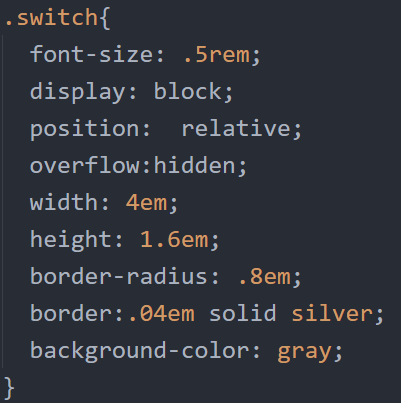 .switch{
  font-size: .5rem;
  display: block;
  position:  relative;
  overflow:hidden;
  width: 4em;
  height: 1.6em;
  border-radius: .8em;
  border:.04em solid silver;
  background-color: gray;
}